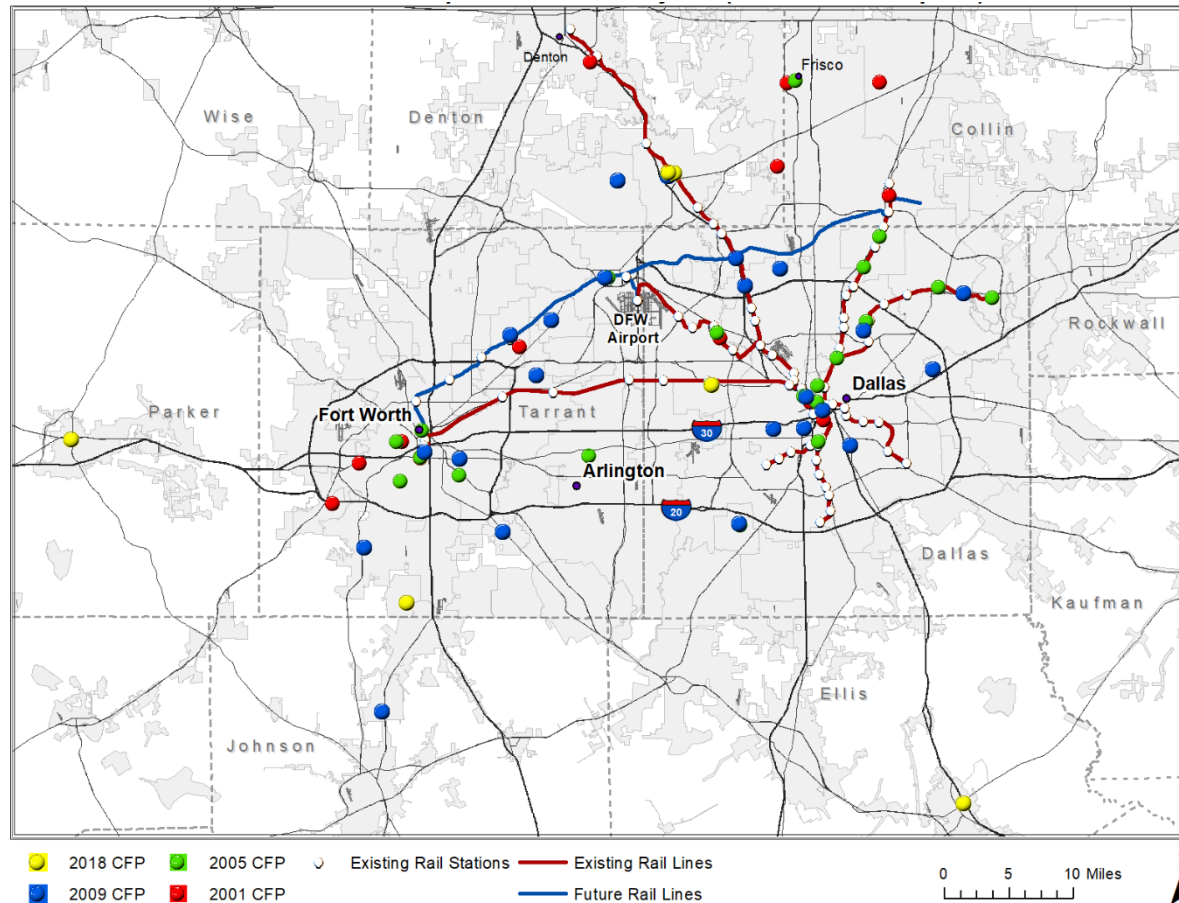 Denton
Frisco
Wise
Denton
Collin
DFW
Airport
Rockwall
Dallas
Fort Worth
Parker
Tarrant
30
Arlington
20
Dallas
Kaufman
Ellis
Johnson
2018 CFP
2005 CFP
Existing Rail Stations
Existing Rail Lines
2009 CFP
2001 CFP
Future Rail Lines
0 5 10 Miles